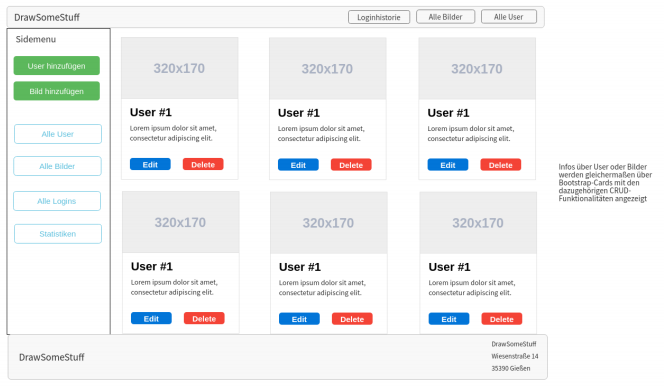 DrawSomeStuff
Loginhistorie
Alle Bilder
Alle User
Sidemenu
User hinzufügen
Bild hinzufügen
Alle User
Alle Bilder
Alle Logins
Statistiken
320x170
User #1
Lorem ipsum dolor sit amet,
consectetur adipiscing elit.
Edit
Delete
320x170
User #1
Lorem ipsum dolor sit amet,
consectetur adipiscing elit.
Edit
Delete
320x170
User #1
Lorem ipsum dolor sit amet,
consectetur adipiscing elit.
Edit
Delete
320x170
User #1
Lorem ipsum dolor sit amet,
consectetur adipiscing elit.
Edit
Delete
320x170
User #1
Lorem ipsum dolor sit amet,
consectetur adipiscing elit.
Edit
Delete
320x170
User #1
Lorem ipsum dolor sit amet,
consectetur adipiscing elit.
Edit
Delete
Infos über User oder Bilder
werden gleichermaßen über
Bootstrap-Cards mit den
dazugehörigen CRUD-
Funktionalitäten angezeigt
DrawSomeStuff
DrawSomeStuff
Wiesenstraße 14
35390 Gießen